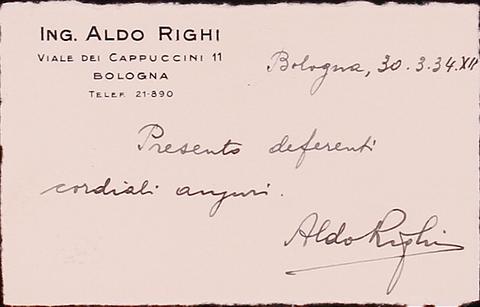 ING. ALDO RIGHI
VIALE DEI CAPPUCCINI 11
BOLOGNA
TELEF. 21-890
Bologna, 30.3.34.XII
Presento deferenti
cordiali auguri.
Aldo Righi